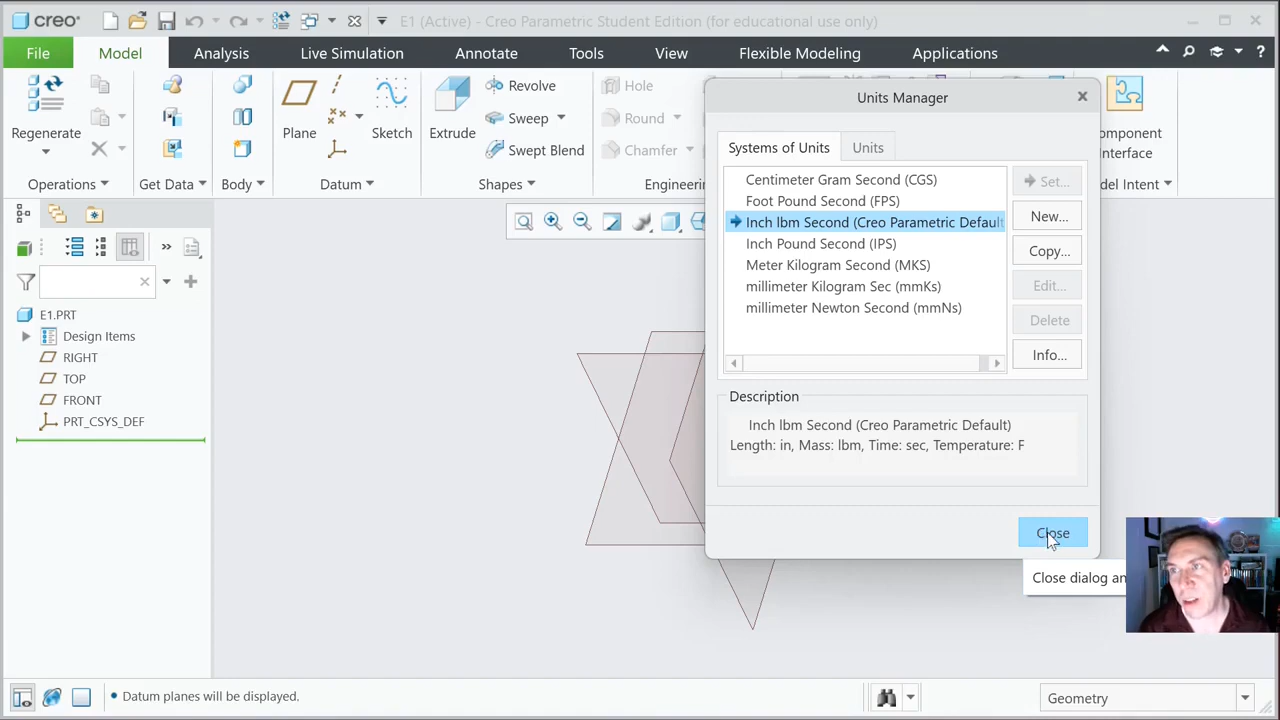 creo® E1 (Active) - Creo Parametric Student Edition (for educational use)
File Model Analysis Annotate Tools View Flexible Modeling Applications
Regenerate
Operations
Get Data
Body
Plane
Sketch
Datum
Extrude
Revolve
Sweep
Swept Blend
Shapes
Hole
Round
Chamfer
Engineering
omponent
Interface
del Intent
Units Manager
Systems of Units Units
Centimeter Gram Second (CGS)
Foot Pound Second (FPS)
Inch lbm Second (Creo Parametric Default
Inch Pound Second (IPS)
Meter Kilogram Second (MKS)
millimeter Kilogram Sec (mmKs)
millimeter Newton Second (mmNs)
Set...
New...
Copy...
Edit...
Delete
Info...
Description
Inch lbm Second (Creo Parametric Default)
Length: in, Mass: lbm, Time: sec, Temperature: F
Close
Close dialog an
E1.PRT
Design Items
RIGHT
TOP
FRONT
PRT_CSYS_DEF
• Datum planes will be displayed.
Geometry